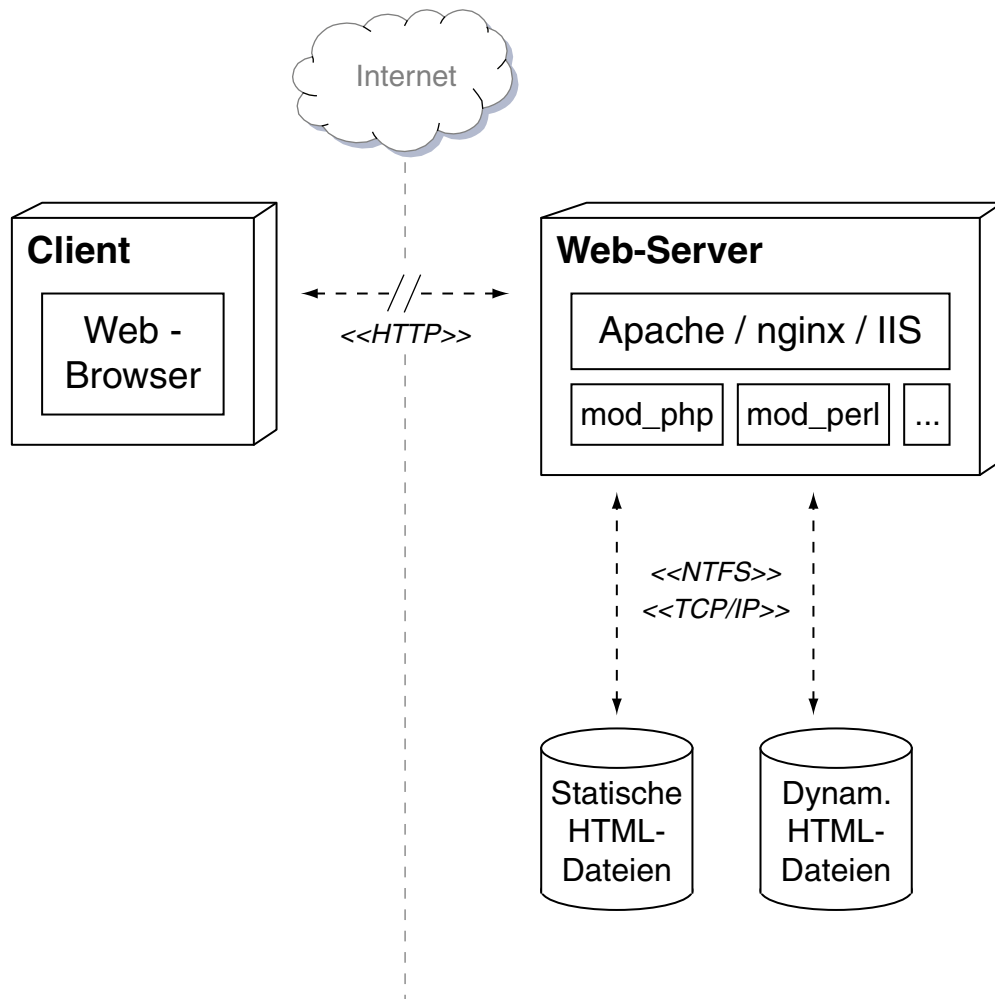 Internet
Client
Web -
Browser
<<HTTP>>
Web-Server
Apache / nginx / IIS
mod_php
mod_perl
...
<<NTFS>>
<<TCP/IP>>
Statische
HTML-
Dateien
Dynam.
HTML-
Dateien